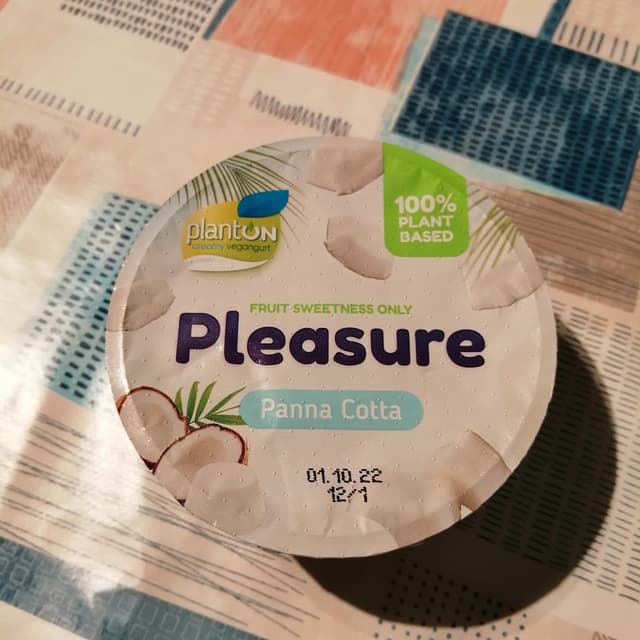 plantON
creamy vegangurt
100%
PLANT
BASED
FRUIT SWEETNESS ONLY
Pleasure
Panna Cotta
01.10.22
12/1